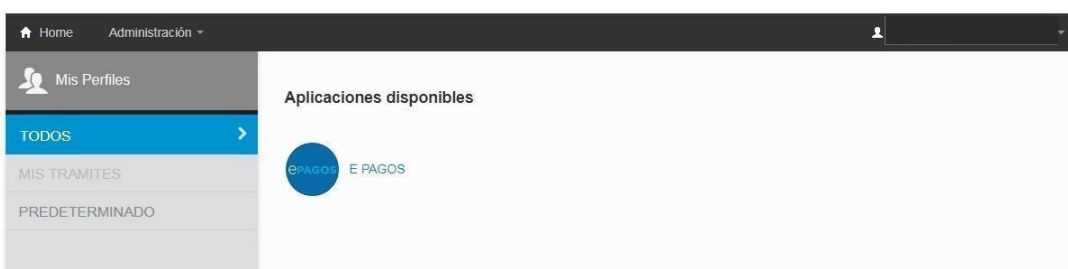 Home Administración
Mis Perfiles
Aplicaciones disponibles
TODOS
MIS TRAMITES
PREDETERMINADO
ePAGOS E PAGOS